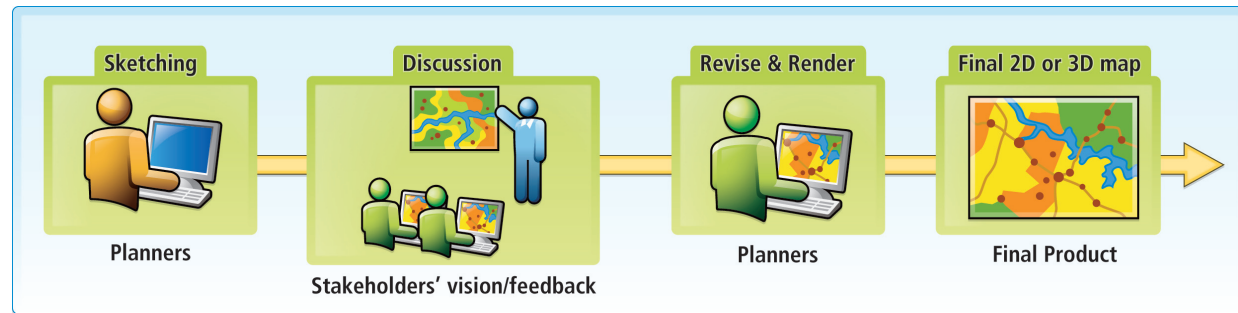 Sketching
Discussion
Revise & Render
Final 2D or 3D map
Planners
Stakeholders' vision/feedback
Planners
Final Product